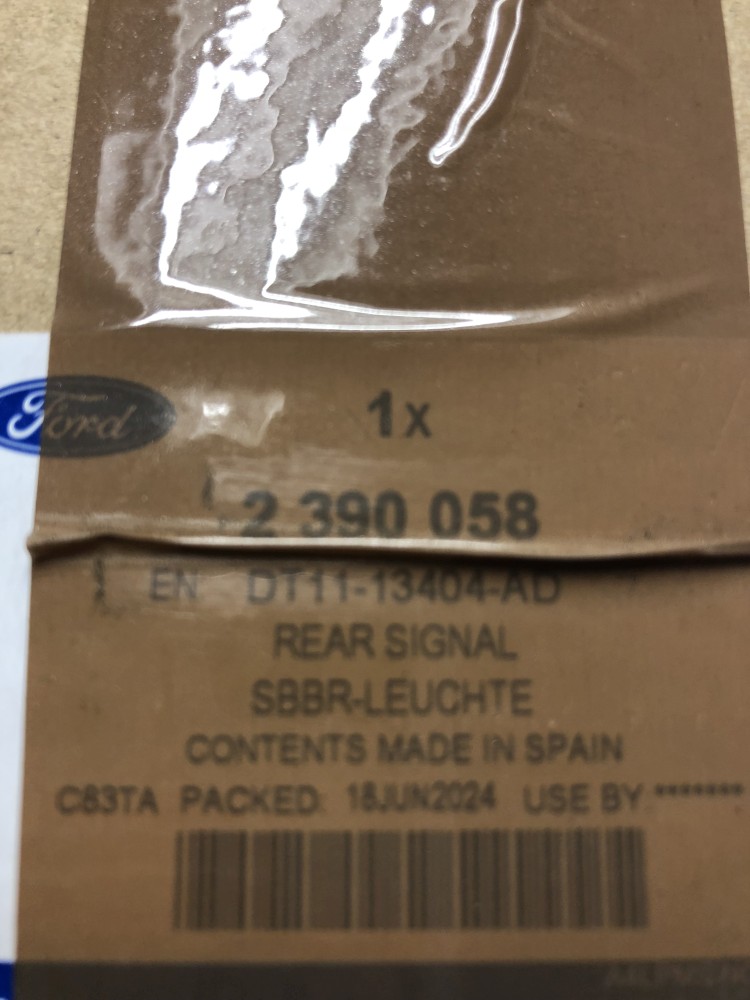 Ford
1x
2 390 058
EN DT11-13404-AD
REAR SIGNAL
SBBR-LEUCHTE
CONTENTS MADE IN SPAIN
C83TA PACKED: 18JUN2024 USE BY *******